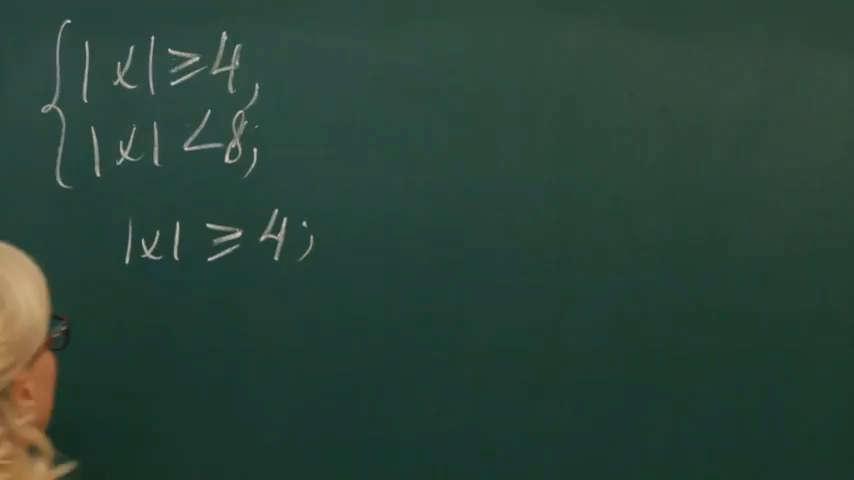 {|x| ≥ 4,
|x| < 8;
|x| ≥ 4;